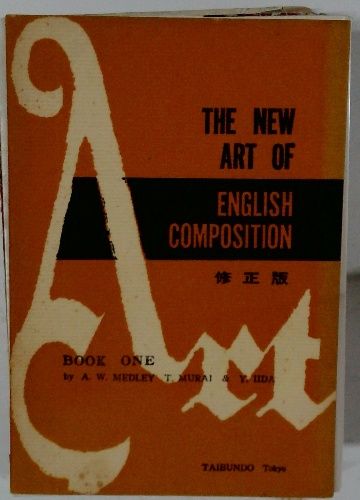 THE NEW
ART OF
ENGLISH
COMPOSITION
修正版
Art
BOOK ONE
by A. W. MEDLEY T. MURAI & Y. IIDA
TAIBUNDO Tokyo